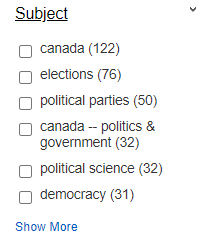 Subject
canada (122)
elections (76)
political parties (50)
canada -- politics &
government (32)
political science (32)
democracy (31)
Show More